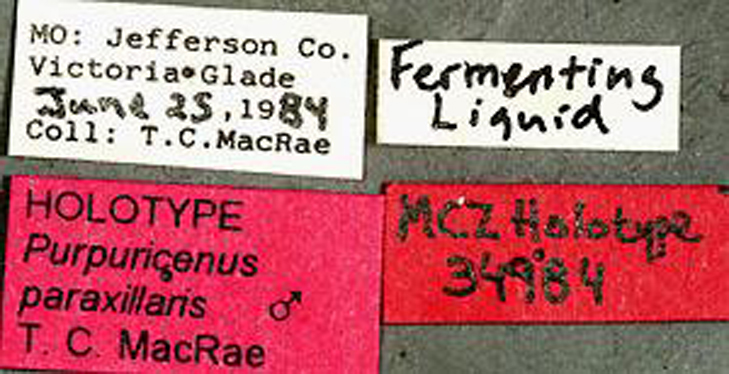 MO: Jefferson Co.
Victoria Glade
June 25, 1984
Coll: T.C.MacRae
Fermenting
Liquid
HOLOTYPE
Purpuricenus
paraxillaris ♂
T. C. MacRae
MCZ Holotype
34984